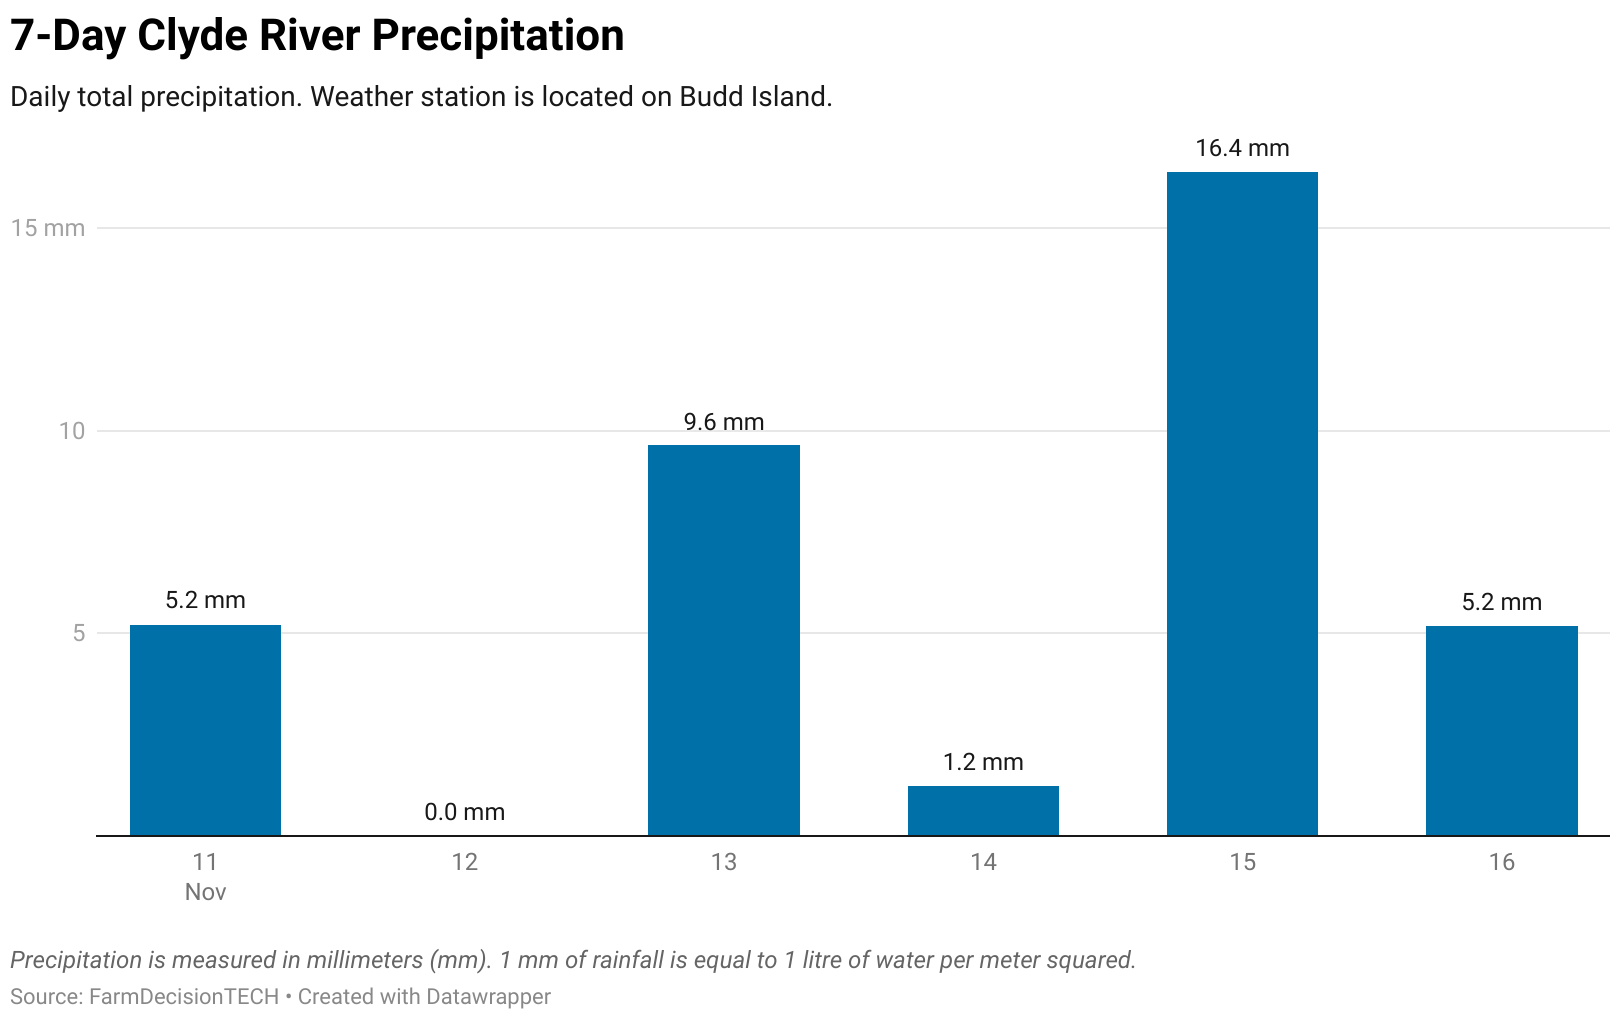 7-Day Clyde River Precipitation
Daily total precipitation. Weather station is located on Budd Island.
16.4 mm
15 mm
9.6 mm
10
5.2 mm
5.2 mm
5
1.2 mm
0.0 mm
11 12 13 14 15 16
Nov
Precipitation is measured in millimeters (mm). 1 mm of rainfall is equal to 1 litre of water per meter squared.
Source: FarmDecisionTECH • Created with Datawrapper